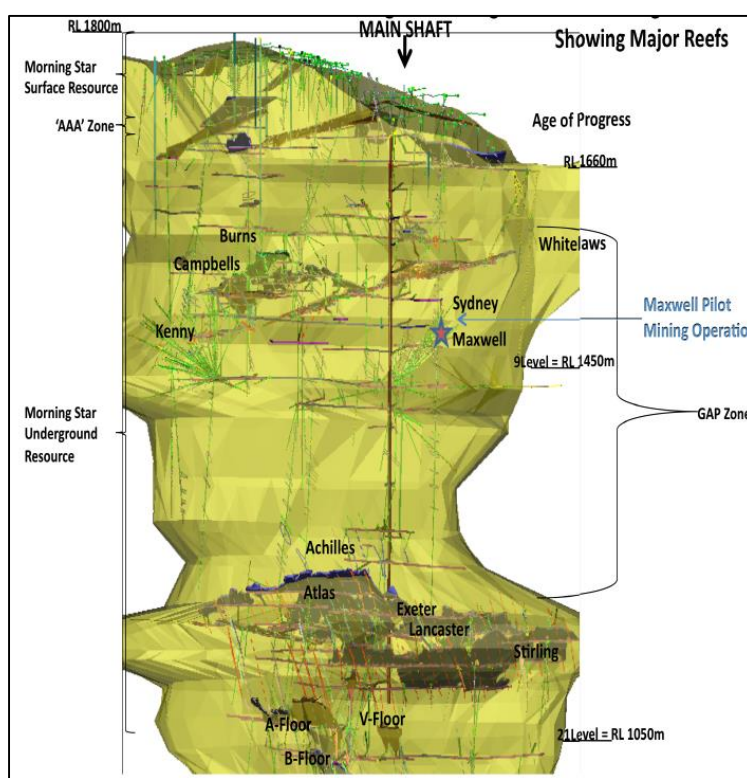 RL 1800m
MAIN SHAFT
Showing Major Reefs
Morning Star
Surface Resource
'AAA' Zone
Age of Progress
RL 1660m
Burns
Campbells
Whitelaws
Sydney
Maxwell
Kenny
Maxwell Pilot
Mining Operatio
9Level = RL 1450m
Morning Star
Underground
Resource
GAP Zone
Achilles
Atlas
Exeter
Lancaster
Stirling
A-Floor
V-Floor
B-Floor
21Level = RL 1050m